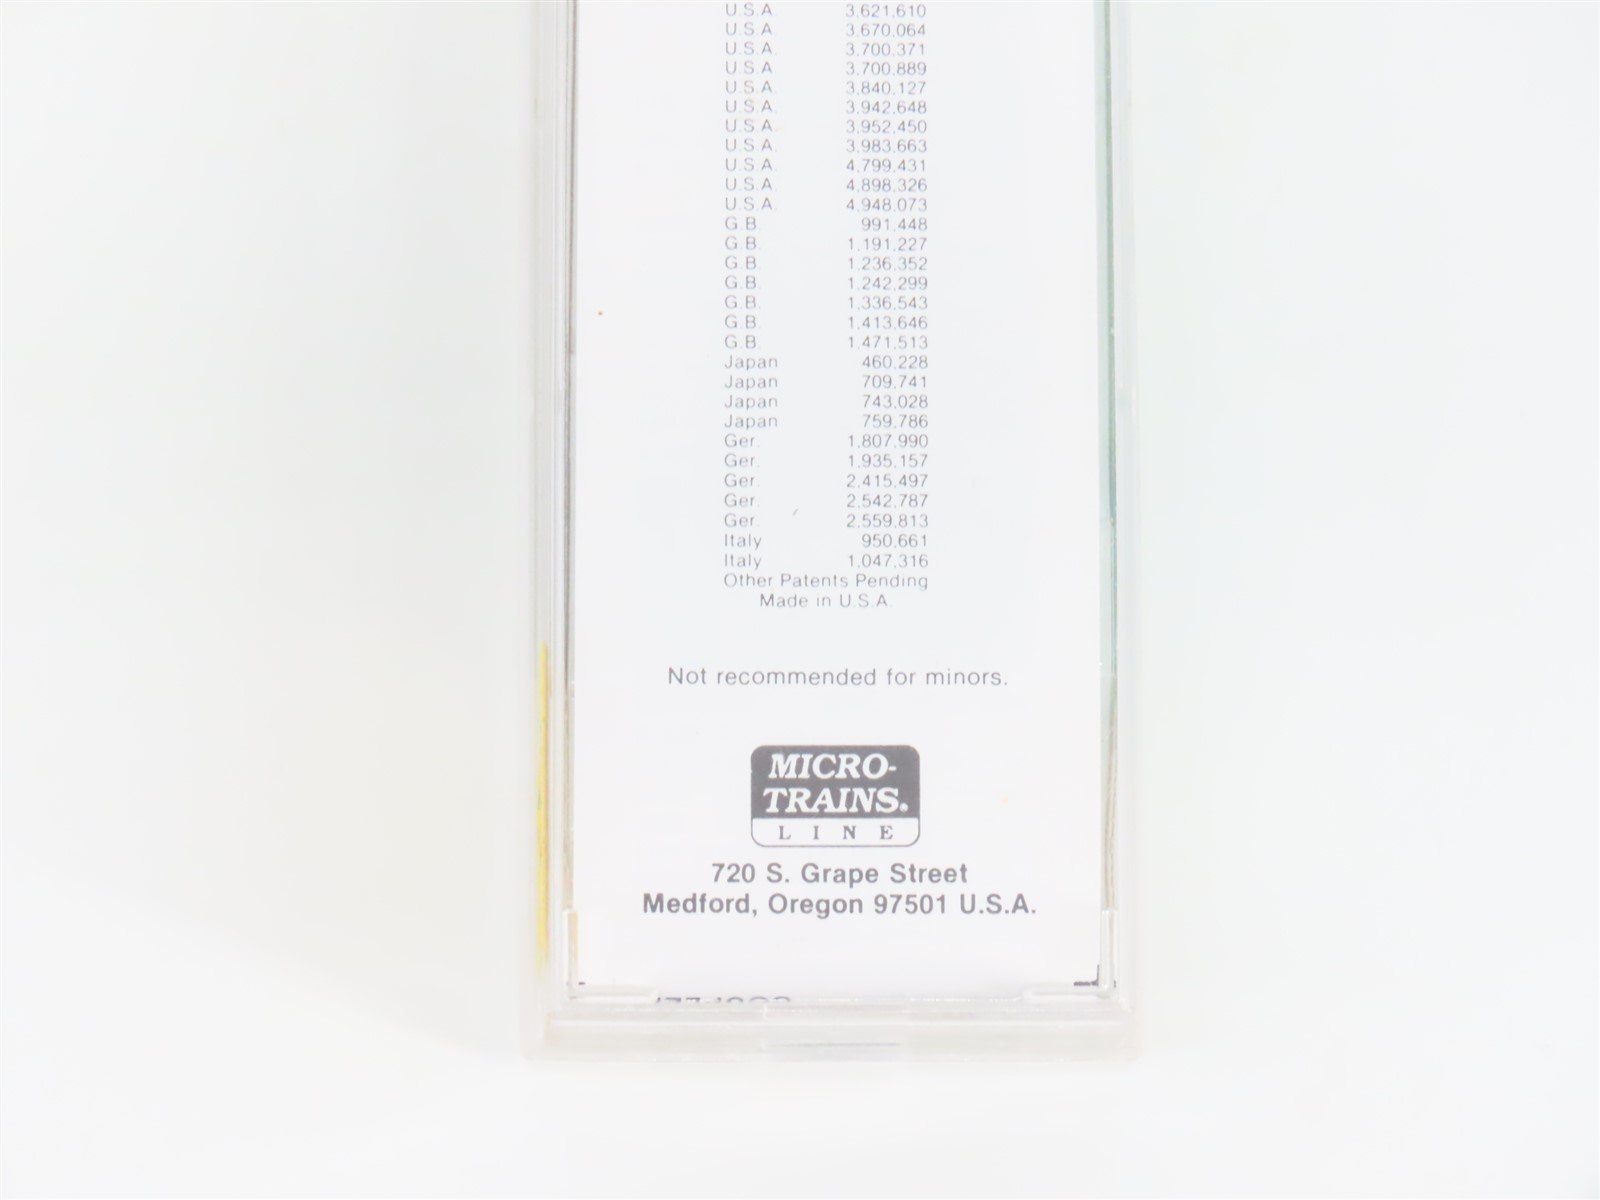 U.S.A. 3,621,610
U.S.A. 3,670,064
U.S.A. 3,700,371
U.S.A. 3,700,889
U.S.A. 3,840,127
U.S.A. 3,942,648
U.S.A. 3,952,450
U.S.A. 3,983,663
U.S.A. 4,799,431
U.S.A. 4,898,326
U.S.A. 4,948,073
G.B. 991,448
G.B. 1,191,227
G.B. 1,236,352
G.B. 1,242,299
G.B. 1,336,543
G.B. 1,413,646
G.B. 1,471,513
Japan 460,228
Japan 709,741
Japan 743,028
Japan 759,786
Ger. 1,807,990
Ger. 1,935,157
Ger. 2,415,497
Ger. 2,542,787
Ger. 2,559,813
Italy 950,661
Italy 1,047,316
Other Patents Pending
Made in U.S.A.
Not recommended for minors.
MICRO-
TRAINS®
LINE
720 S. Grape Street
Medford, Oregon 97501 U.S.A.